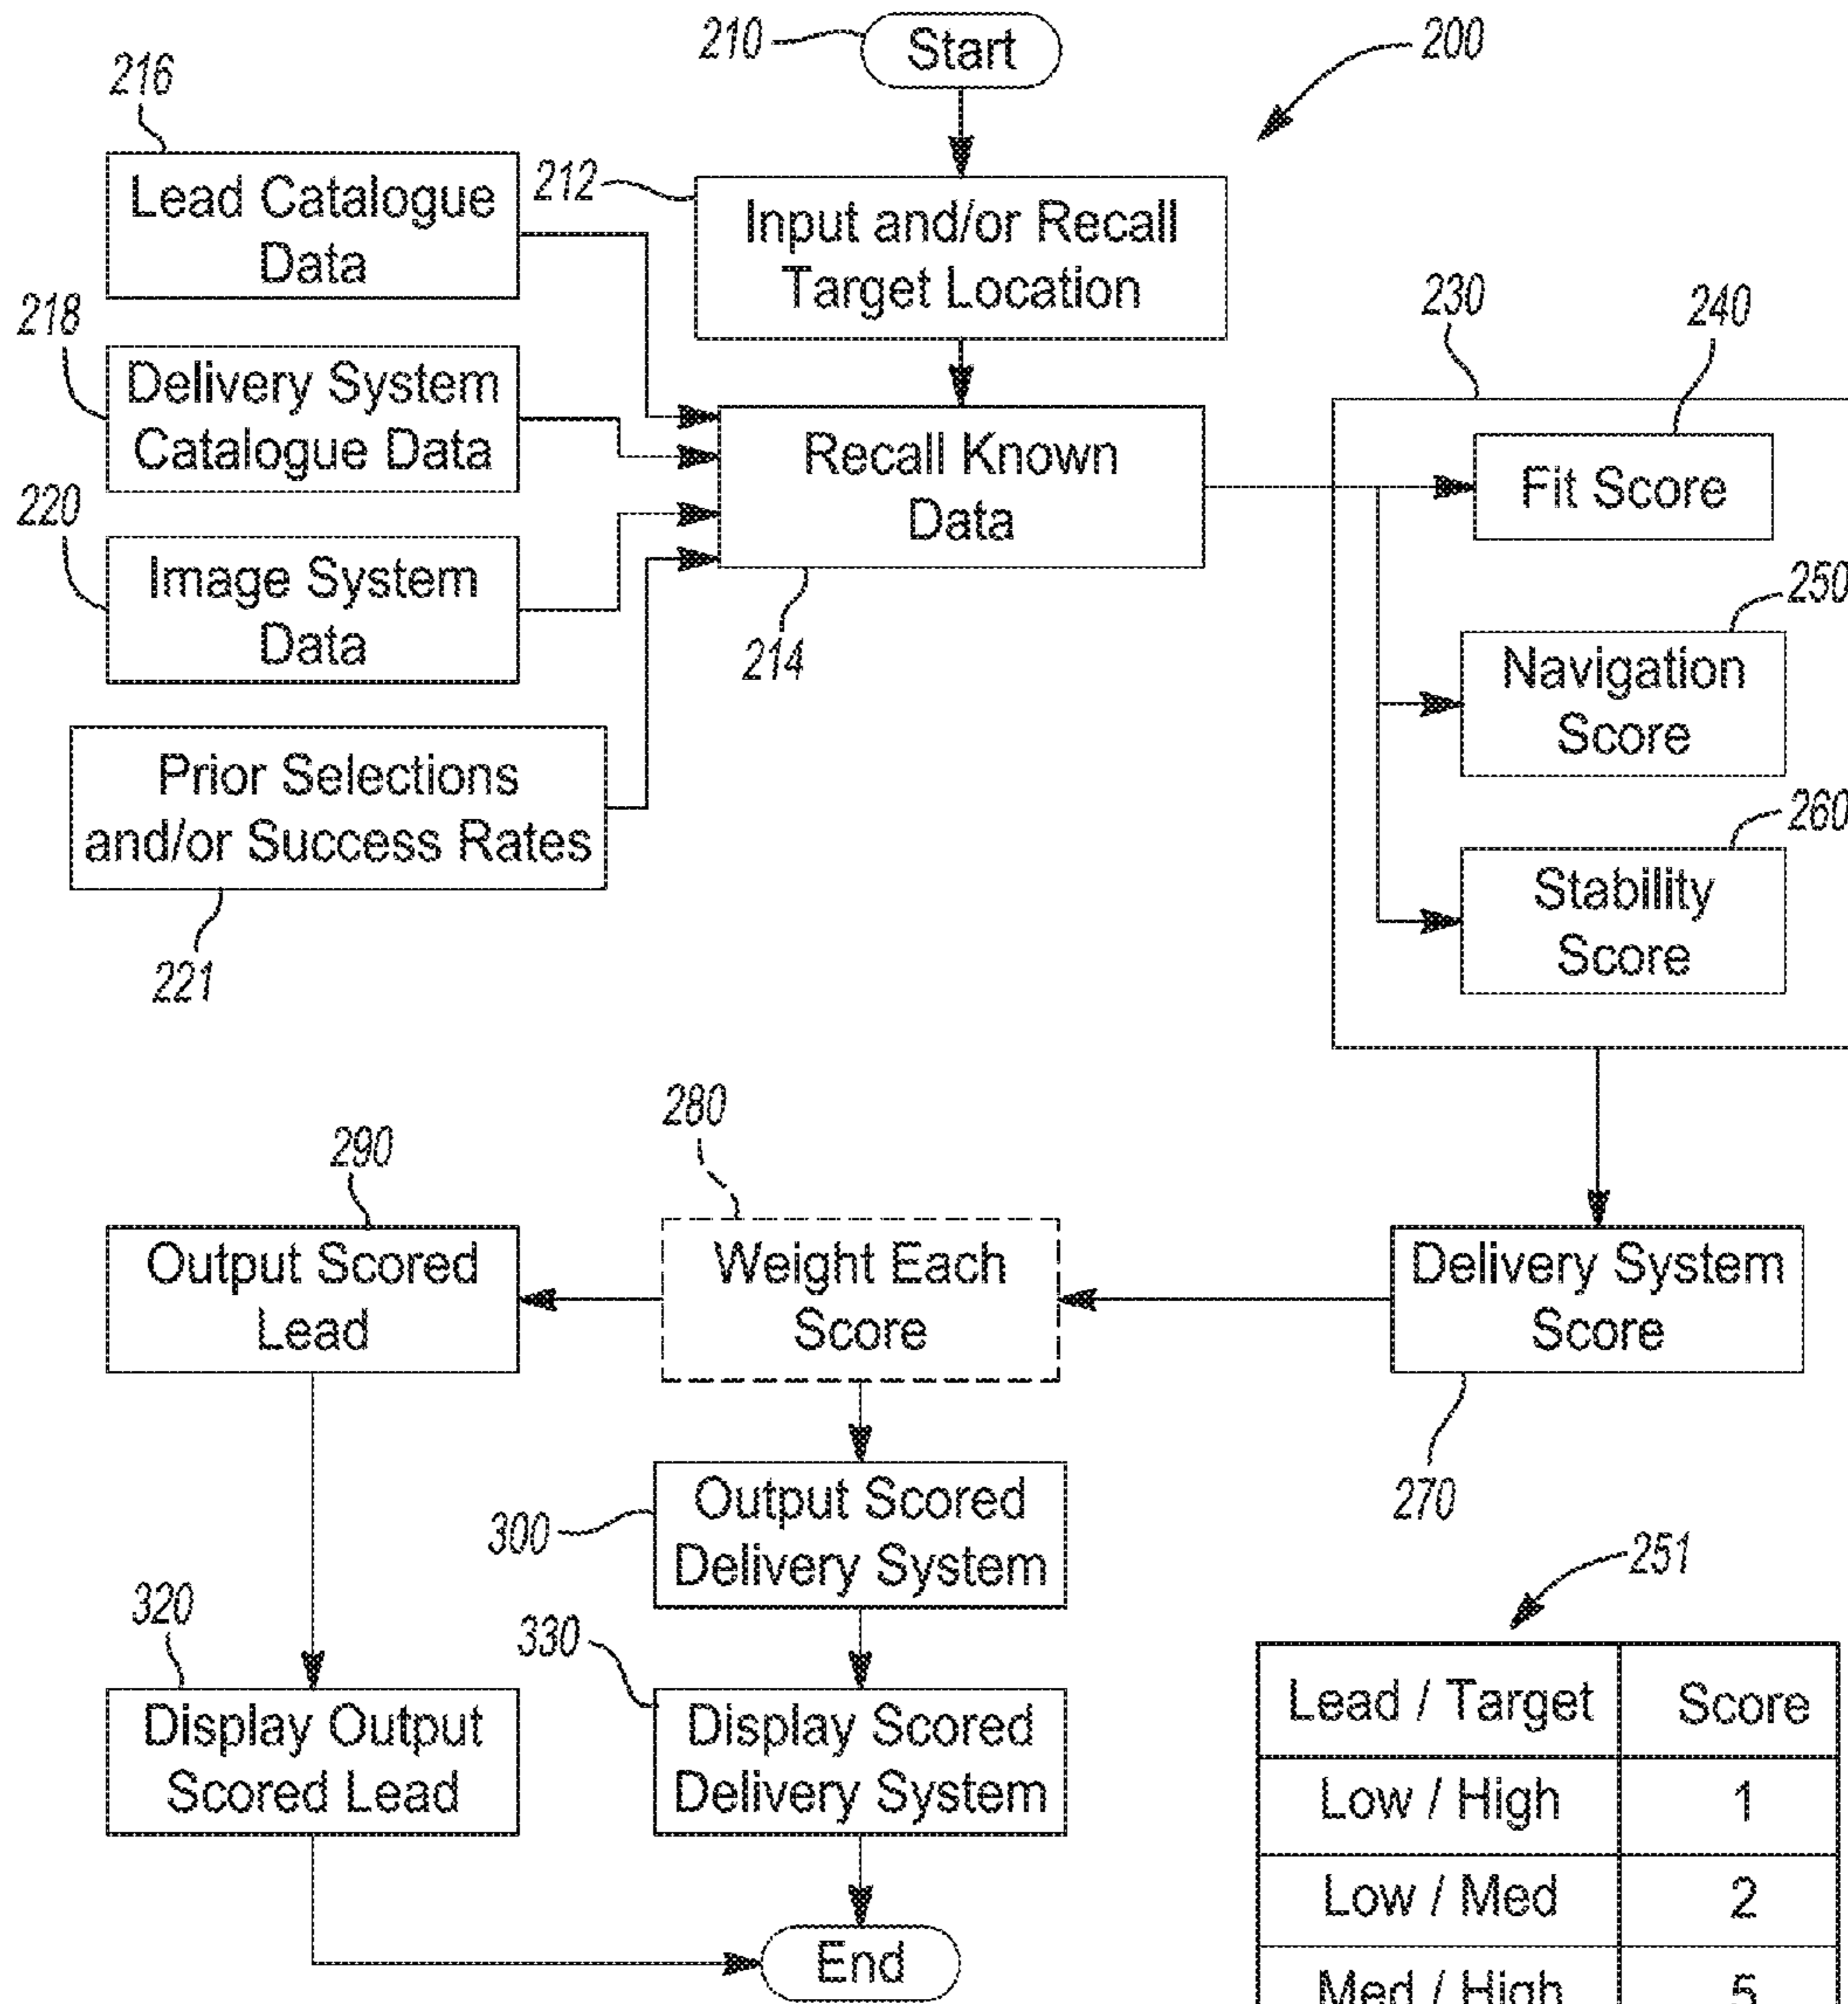 210
Start
200
216
Lead Catalogue
Data
212
Input and/or Recall
Target Location
218
Delivery System
Catalogue Data
230
240
Recall Known
Data
214
Fit Score
220
Image System
Data
250
Navigation
Score
Prior Selections
and/or Success Rates
221
260
Stability
Score
280
290
Output Scored
Lead
Weight Each
Score
Delivery System
Score
270
300
Output Scored
Delivery System
251
320
Display Output
Scored Lead
330
Display Scored
Delivery System
End
Lead / Target Score
Low / High 1
Low / Med 2
Med / High 5